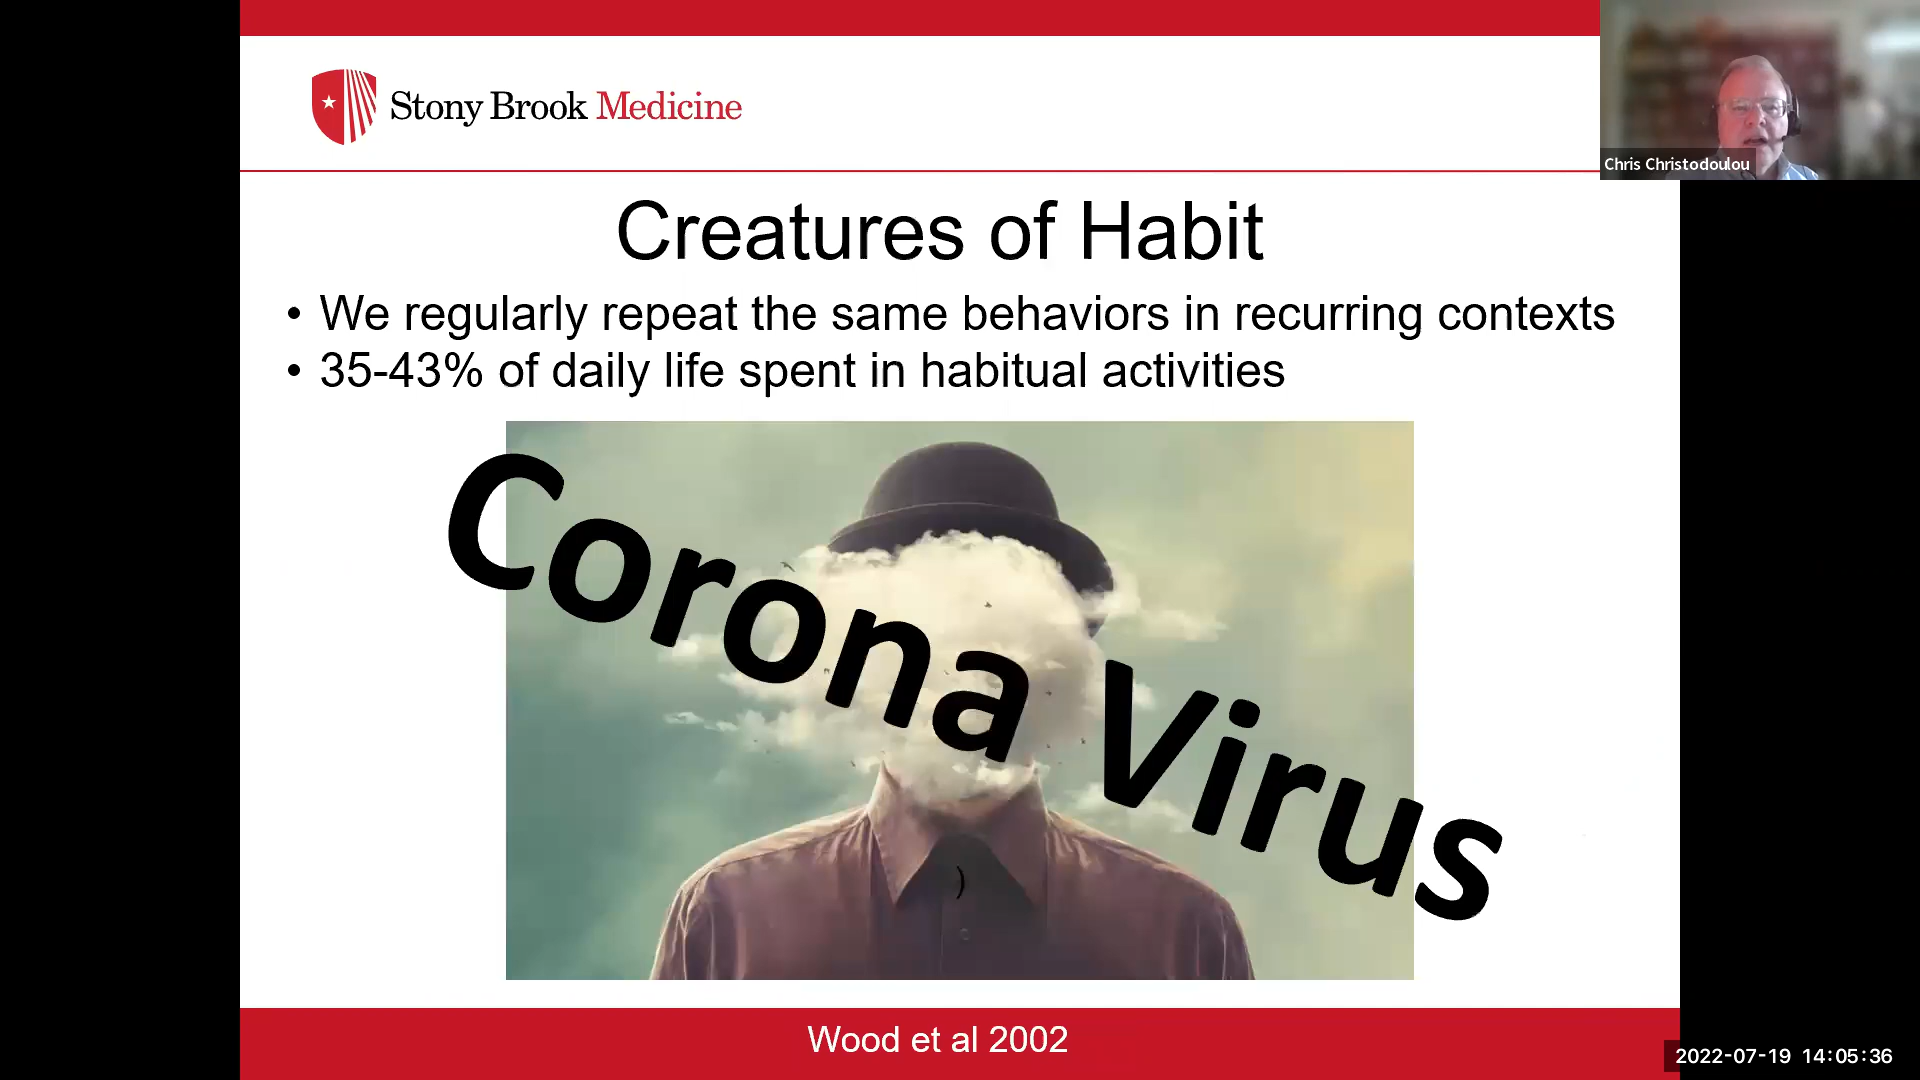 Stony Brook Medicine
Chris Christodoulou
Creatures of Habit
• We regularly repeat the same behaviors in recurring contexts
• 35-43% of daily life spent in habitual activities
Corona Virus
)
Wood et al 2002
2022-07-19 14:05:36